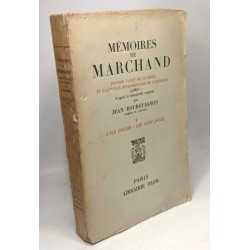 MÉMOIRES
DE
MARCHAND
PREMIER VALET DE CHAMBRE
ET EXÉCUTEUR TESTAMENTAIRE DE L'EMPEREUR
publiés
d'après le manuscrit original
par
JEAN BOURGUIGNON
I
L'ILE D'ELBE - LES CENT-JOURS
PARIS
LIBRAIRIE PLON